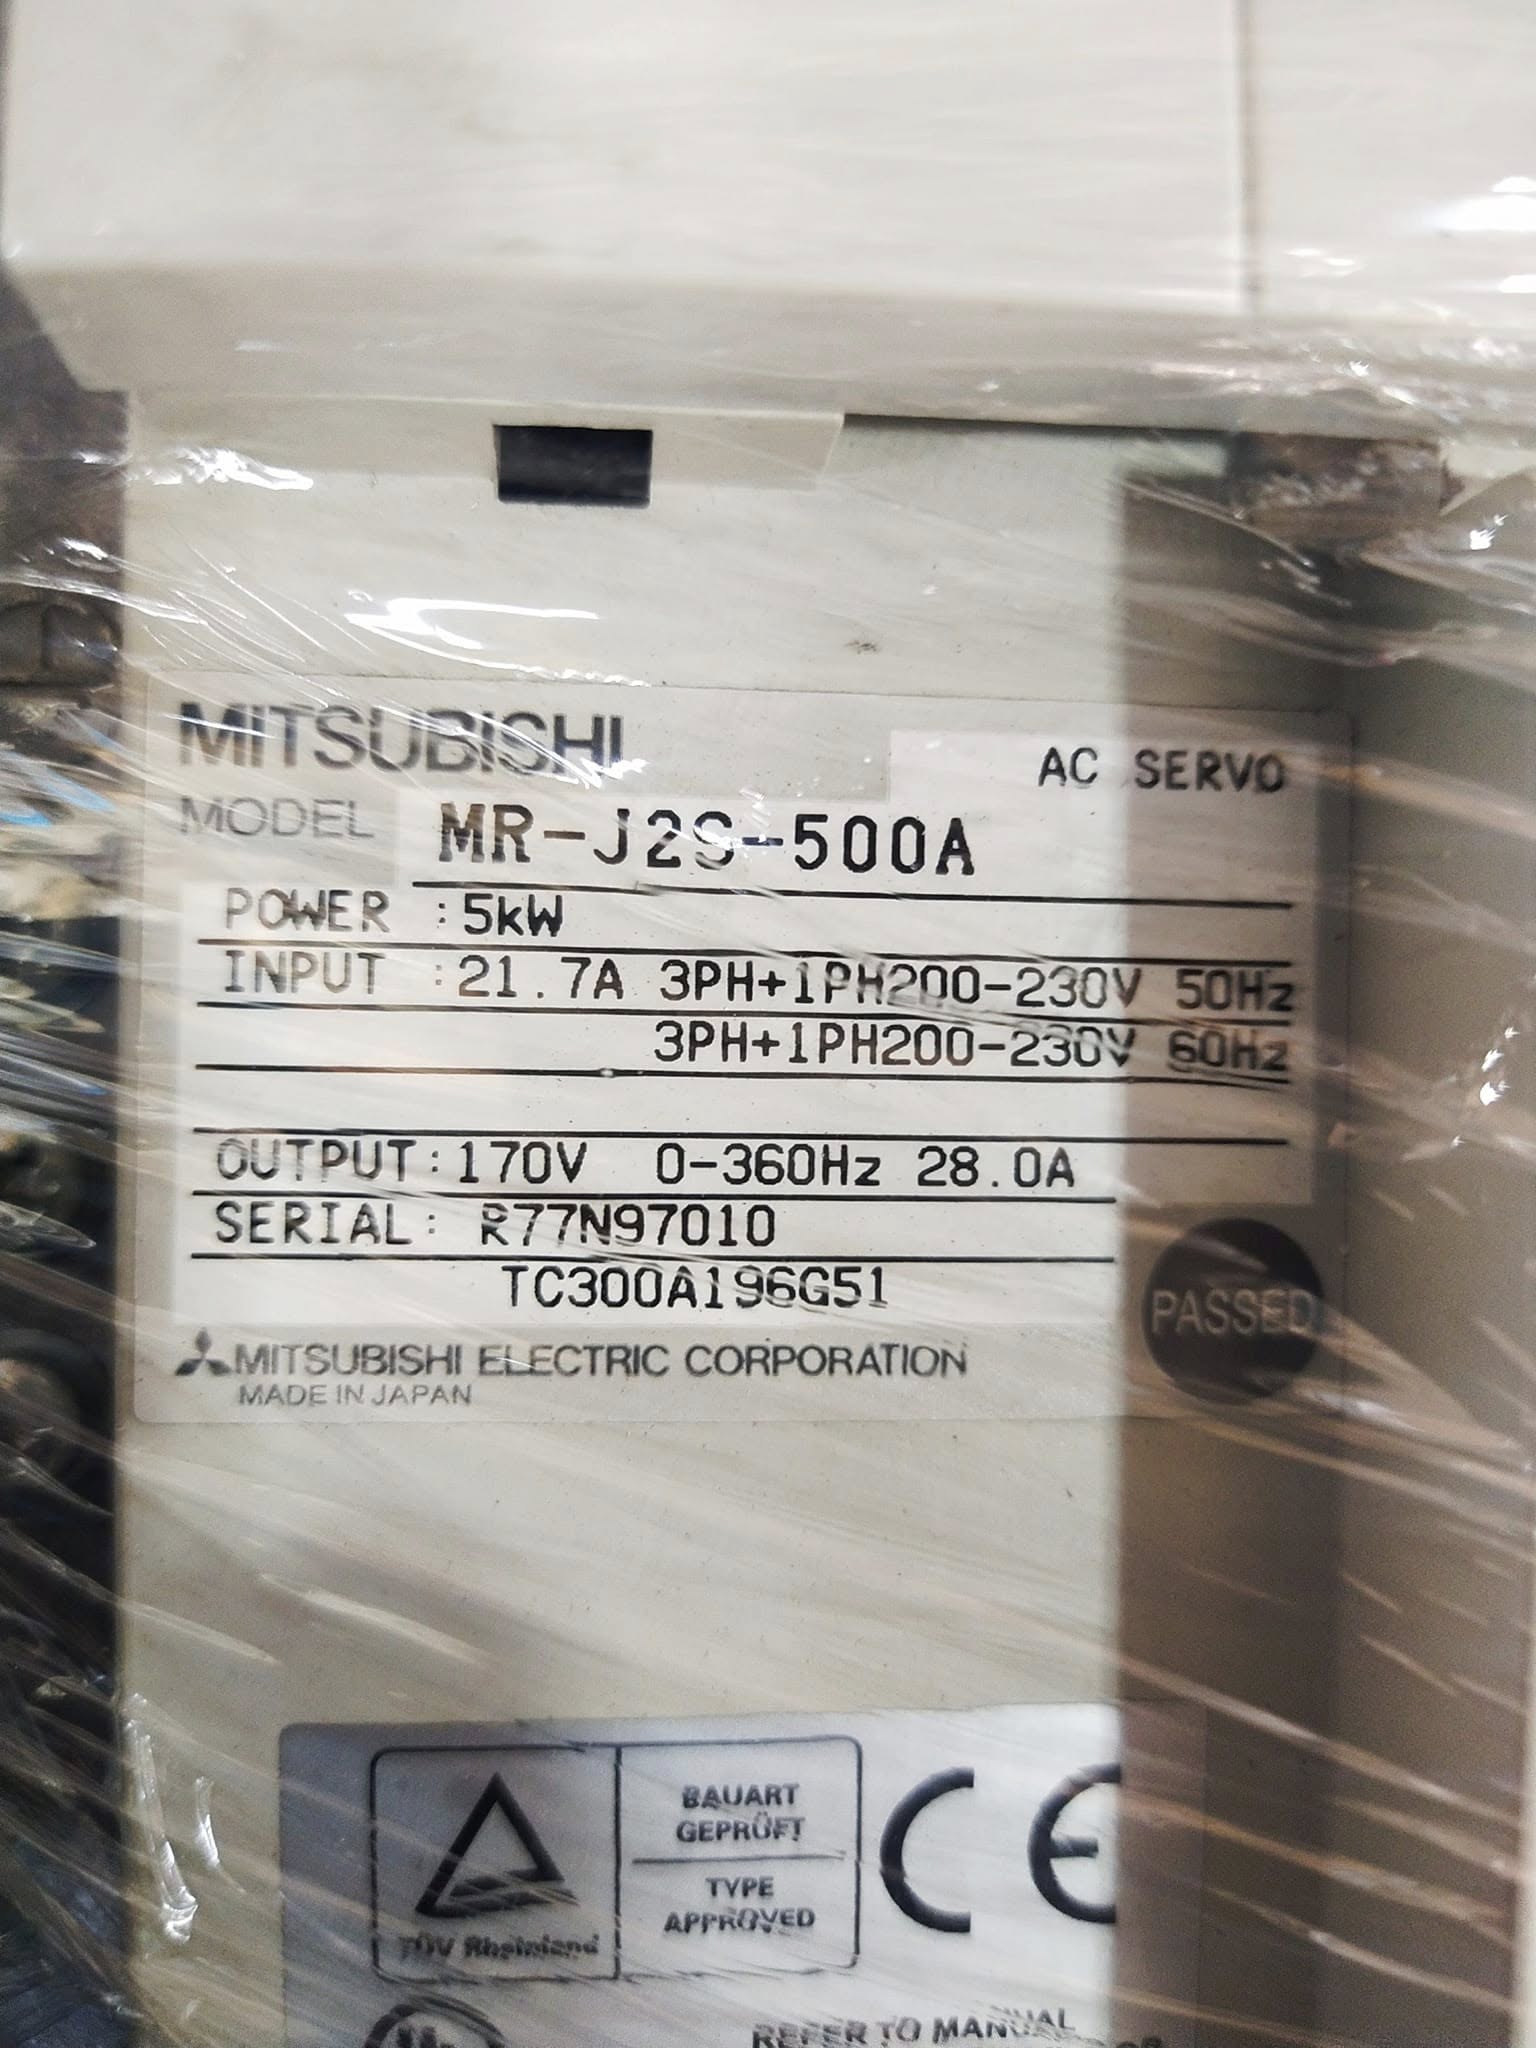 MITSUBISHI
AC SERVO
MODEL MR-J2S-500A
POWER :5kW
INPUT :21.7A 3PH+1PH200-230V 50Hz
3PH+1PH200-230V 60Hz
OUTPUT:170V 0-360Hz 28.0A
SERIAL: R77N97010
TC300A196G51
PASSED
MITSUBISHI ELECTRIC CORPORATION
MADE IN JAPAN
BAUART
GEPRÜFT
TYPE
APPROVED
TÜV Rheinland
CE
REFER TO MANUAL